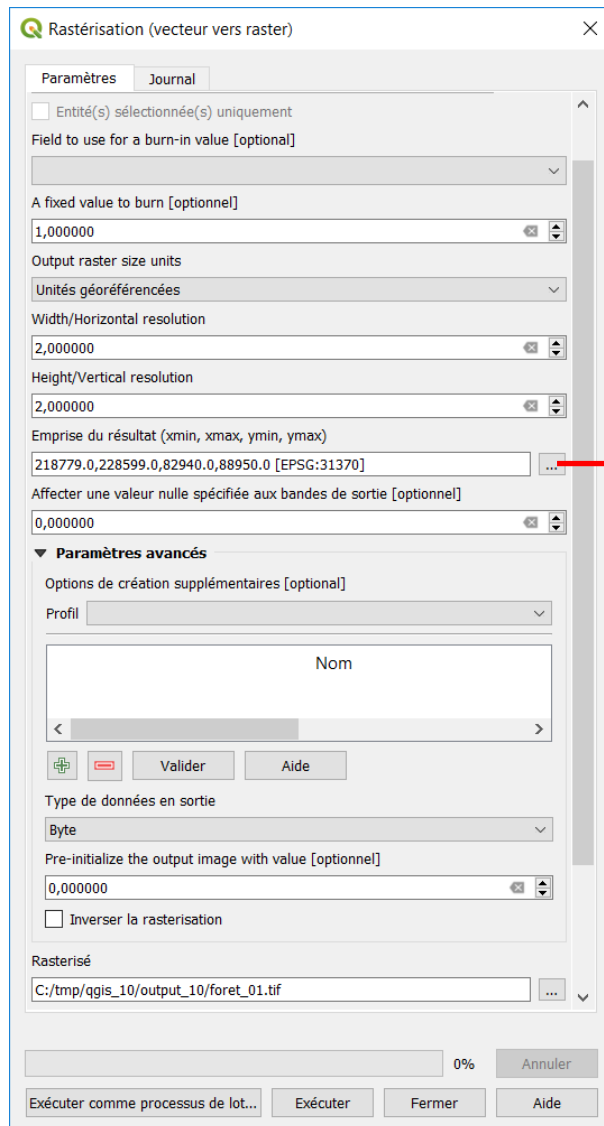 Rastérisation (vecteur vers raster)
Paramètres Journal
Entité(s) sélectionnée(s) uniquement
Field to use for a burn-in value [optional]
A fixed value to burn [optionnel]
1,000000
Output raster size units
Unités géoréférencées
Width/Horizontal resolution
2,000000
Height/Vertical resolution
2,000000
Emprise du résultat (xmin, xmax, ymin, ymax)
218779.0,228599.0,82940.0,88950.0 [EPSG:31370] ...
Affecter une valeur nulle spécifiée aux bandes de sortie [optionnel]
0,000000
Paramètres avancés
Options de création supplémentaires [optional]
Profil
Nom
Valider Aide
Type de données en sortie
Byte
Pre-initialize the output image with value [optionnel]
0,000000
Inverser la rasterisation
Rasterisé
C:/tmp/qgis_10/output_10/foret_01.tif ...
0% Annuler
Exécuter comme processus de lot... Exécuter Fermer Aide